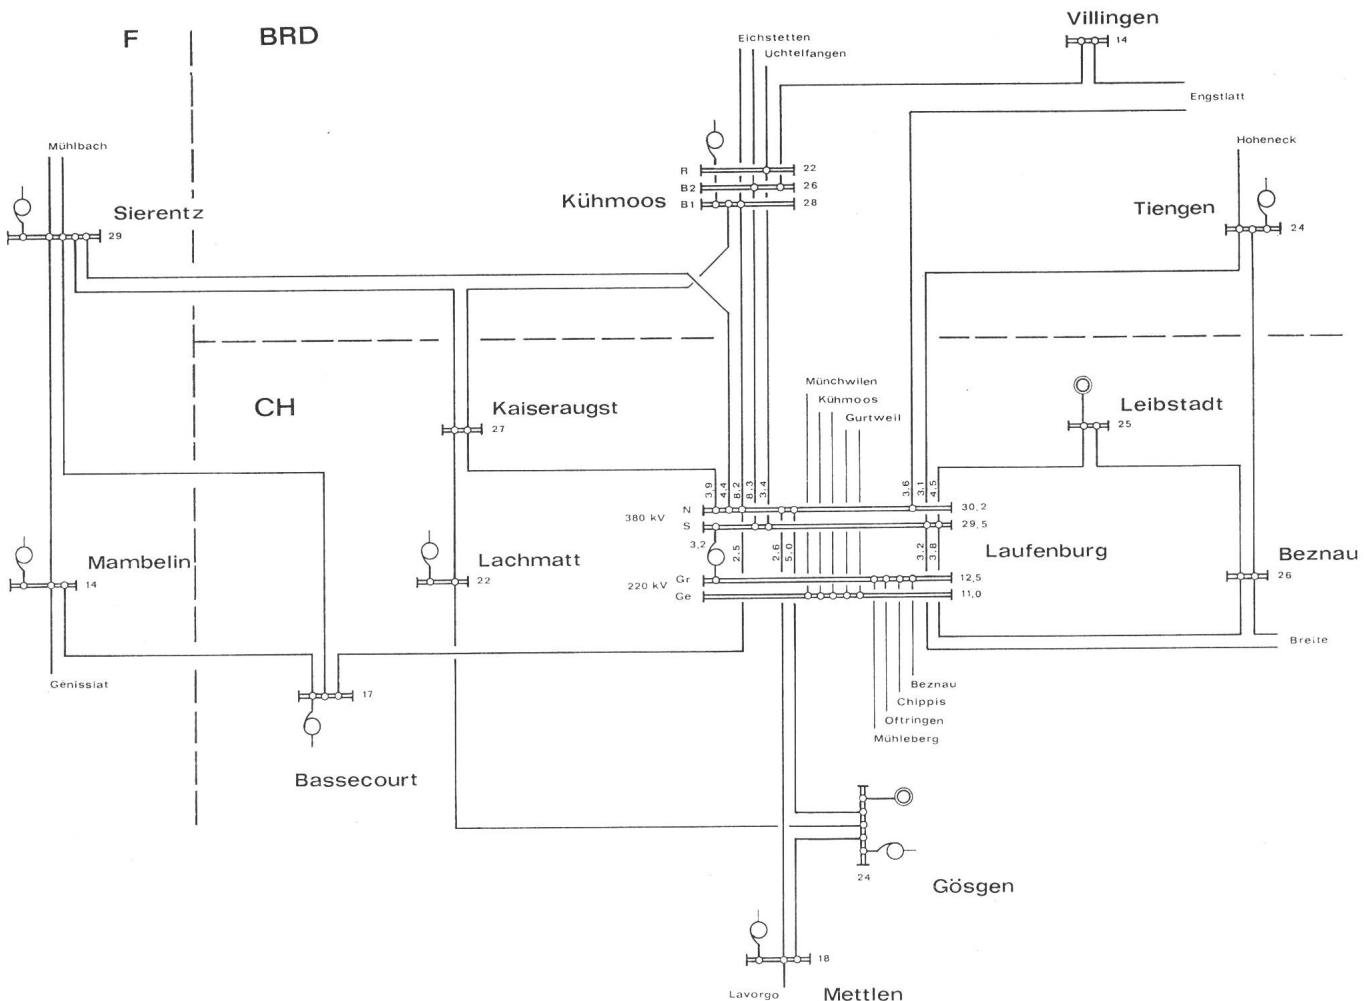 Villingen
14
F
BRD
Eichstetten
Uchtelfangen
Engstlatt
Mühlbach
Hoheneck
R
22
B2
26
B1
28
Kühmoos
Sierentz
29
Tiengen
24
Münchwilen
Kühmoos
Gurtweil
CH
Kaiseraugst
27
Leibstadt
25
3,9
4,4
8,2
8,3
3,4
3,6
3,1
4,5
380 kV
N
30,2
S
29,5
3,2
2,5
2,6
5,0
3,2
3,8
Laufenburg
220 kV
Gr
12,5
Ge
11,0
Mambelin
14
Lachmatt
22
Beznau
26
Breite
Génissiat
17
Bassecourt
Beznau
Chippis
Oftringen
Mühleberg
24
Gösgen
18
Lavorgo
Mettlen